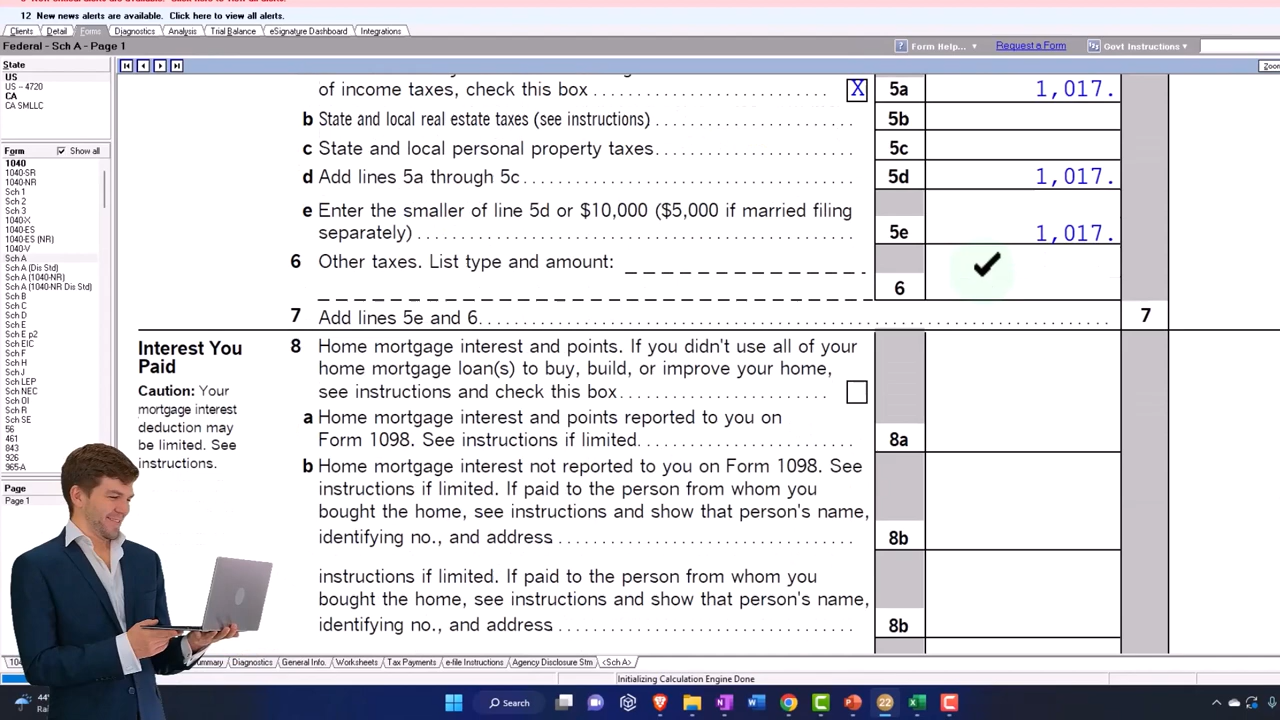 12 New news alerts are available. Click here to view all alerts.
Clients Detail Forms Diagnostics Analysis Trial Balance eSignature Dashboard Integrations
Federal - Sch A - Page 1
? Form Help... Request a Form Govt Instructions
Zoom
State
US
US -- 4720
CA
CA SMLLC
Form Show all
1040
1040-SR
1040-NR
Sch 1
Sch 2
Sch 3
1040-X
1040-ES
1040-ES (NR)
1040-V
Sch A
Sch A (Dis Std)
Sch A (1040-NR)
Sch A (1040-NR Dis Std)
Sch B
Sch C
Sch D
Sch E
Sch E p2
Sch EIC
Sch F
Sch H
Sch J
Sch LEP
Sch NEC
Sch OI
Sch R
Sch SE
56
461
843
926
965-A
Page
Page 1
of income taxes, check this box X 5a 1,017.
b State and local real estate taxes (see instructions) 5b
c State and local personal property taxes. 5c
d Add lines 5a through 5c 5d 1,017.
e Enter the smaller of line 5d or $10,000 ($5,000 if married filing
separately) 5e 1,017.
6 Other taxes. List type and amount:
6
7 Add lines 5e and 6. 7
Interest You
Paid
Caution: Your
mortgage interest
deduction may
be limited. See
instructions.
8 Home mortgage interest and points. If you didn't use all of your
home mortgage loan(s) to buy, build, or improve your home,
see instructions and check this box
a Home mortgage interest and points reported to you on
Form 1098. See instructions if limited. 8a
b Home mortgage interest not reported to you on Form 1098. See
instructions if limited. If paid to the person from whom you
bought the home, see instructions and show that person's name,
identifying no., and address 8b
instructions if limited. If paid to the person from whom you
bought the home, see instructions and show that person's name,
identifying no., and address 8b
Diagnostics General Info. Worksheets Tax Payments e-file Instructions Agency Disclosure Stm <Sch A>
Initializing Calculation Engine Done
44°
Search
22